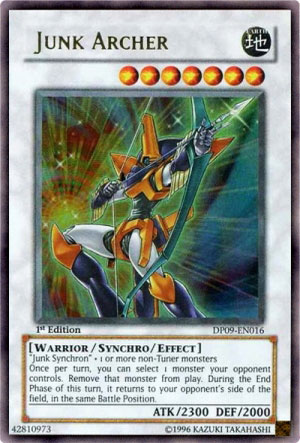 Junk Archer
EARTH
地
1st Edition
DP09-EN016
[WARRIOR/SYNCHRO/EFFECT]
"Junk Synchron" + 1 or more non-Tuner monsters
Once per turn, you can select 1 monster your opponent
controls. Remove that monster from play. During the End
Phase of this turn, it returns to your opponent's side of the
field, in the same Battle Position.
ATK/2300 DEF/2000
42810973
©1996 KAZUKI TAKAHASHI